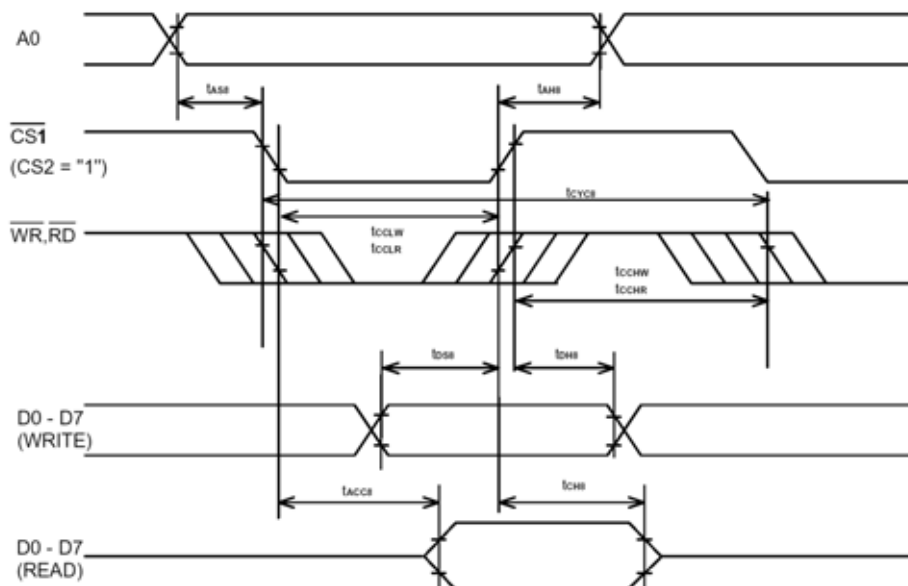 A0
tAS8
tAH8
CS1
(CS2 = "1")
tCYC8
WR,RD
tCCLW
tCCLR
tCCHW
tCCHR
tDS8
tDH8
D0 - D7
(WRITE)
tACC8
tCH8
D0 - D7
(READ)